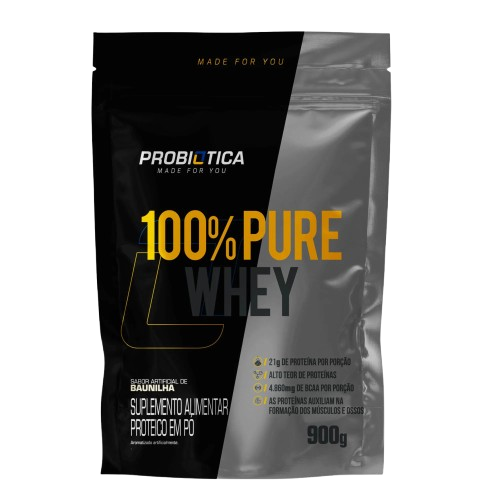 MADE FOR YOU
PROBIOTICA
MADE FOR YOU
100% PURE
WHEY
21g DE PROTEÍNA POR PORÇÃO
ALTO TEOR DE PROTEÍNAS
4.860mg DE BCAA POR PORÇÃO
AS PROTEÍNAS AUXILIAM NA
FORMAÇÃO DOS MÚSCULOS E OSSOS
SABOR ARTIFICIAL DE
BAUNILHA
SUPLEMENTO ALIMENTAR
PROTEICO EM PÓ
Aromatizado artificialmente.
900g